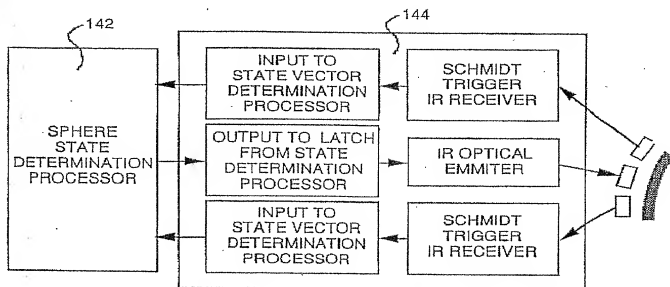 142
144
SPHERE
STATE
DETERMINATION
PROCESSOR
INPUT TO
STATE VECTOR
DETERMINATION
PROCESSOR
SCHMIDT
TRIGGER
IR RECEIVER
OUTPUT TO LATCH
FROM STATE
DETERMINATION
PROCESSOR
IR OPTICAL
EMMITER
INPUT TO
STATE VECTOR
DETERMINATION
PROCESSOR
SCHMIDT
TRIGGER
IR RECEIVER